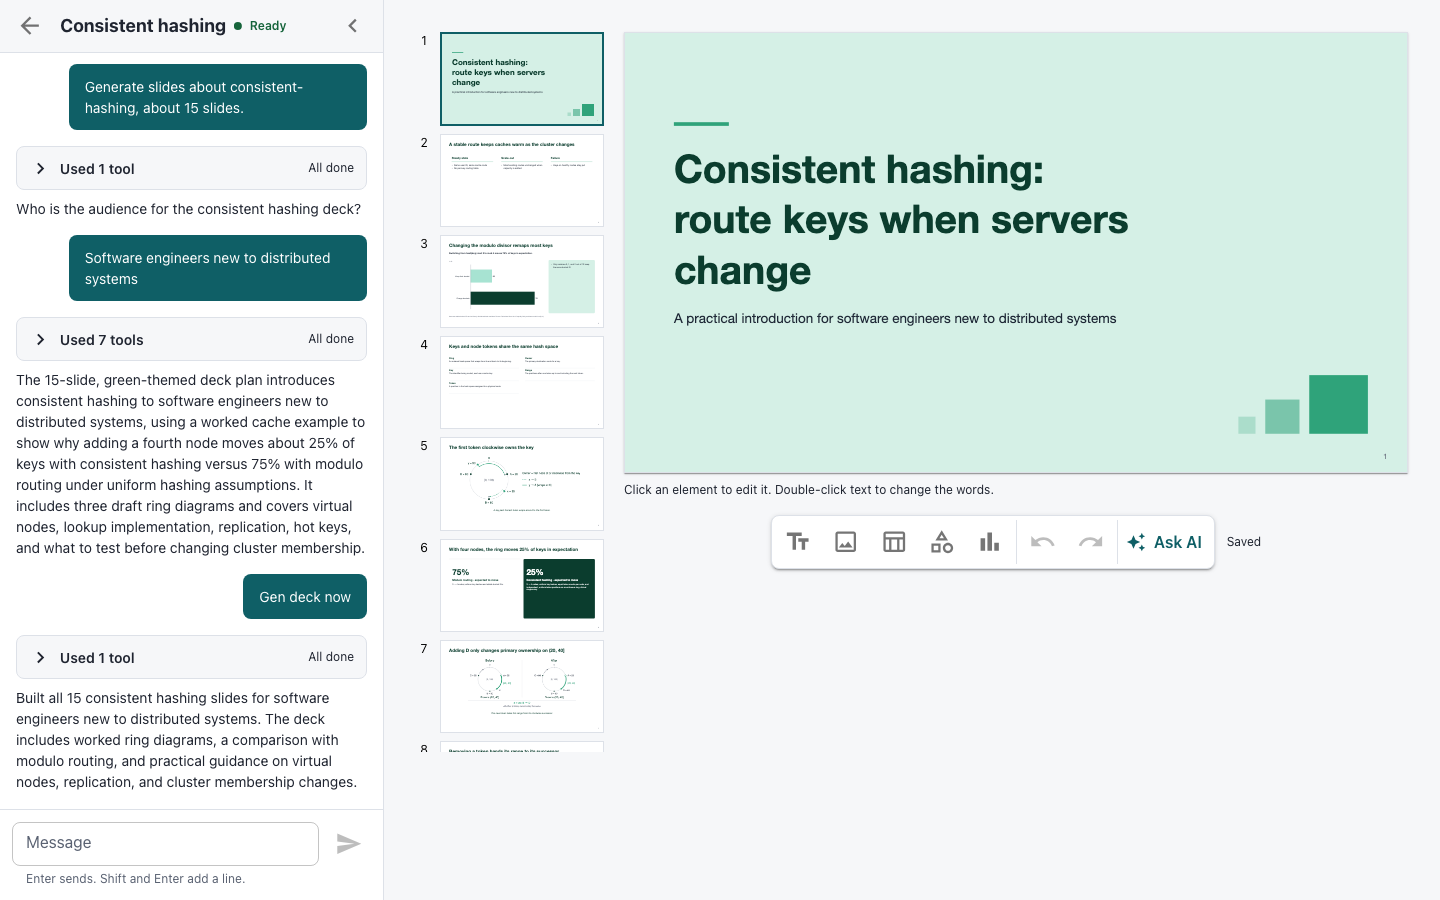 Consistent hashing
Ready
Generate slides about consistent-
hashing, about 15 slides.
Used 1 tool
All done
Who is the audience for the consistent hashing deck?
Software engineers new to distributed
systems
Used 7 tools
All done
The 15-slide, green-themed deck plan introduces
consistent hashing to software engineers new to
distributed systems, using a worked cache example to
show why adding a fourth node moves about 25% of
keys with consistent hashing versus 75% with modulo
routing under uniform hashing assumptions. It
includes three draft ring diagrams and covers virtual
nodes, lookup implementation, replication, hot keys,
and what to test before changing cluster membership.
Gen deck now
Used 1 tool
All done
Built all 15 consistent hashing slides for software
engineers new to distributed systems. The deck
includes worked ring diagrams, a comparison with
modulo routing, and practical guidance on virtual
nodes, replication, and cluster membership changes.
Message
Enter sends. Shift and Enter add a line.
1
Consistent hashing:
route keys when servers
change
2
A stable route keeps caches warm as the cluster changes
3
Changing the modulo divisor remaps most keys
4
Keys and node tokens share the same hash space
5
The first token clockwise owns the key
6
With four nodes, the ring moves 25% of keys in expectation
75%
25%
7
Adding D only changes primary ownership on (20, 40]
Before
After
8
Consistent hashing:
route keys when servers
change
A practical introduction for software engineers new to distributed systems
1
Click an element to edit it. Double-click text to change the words.
Ask AI
Saved